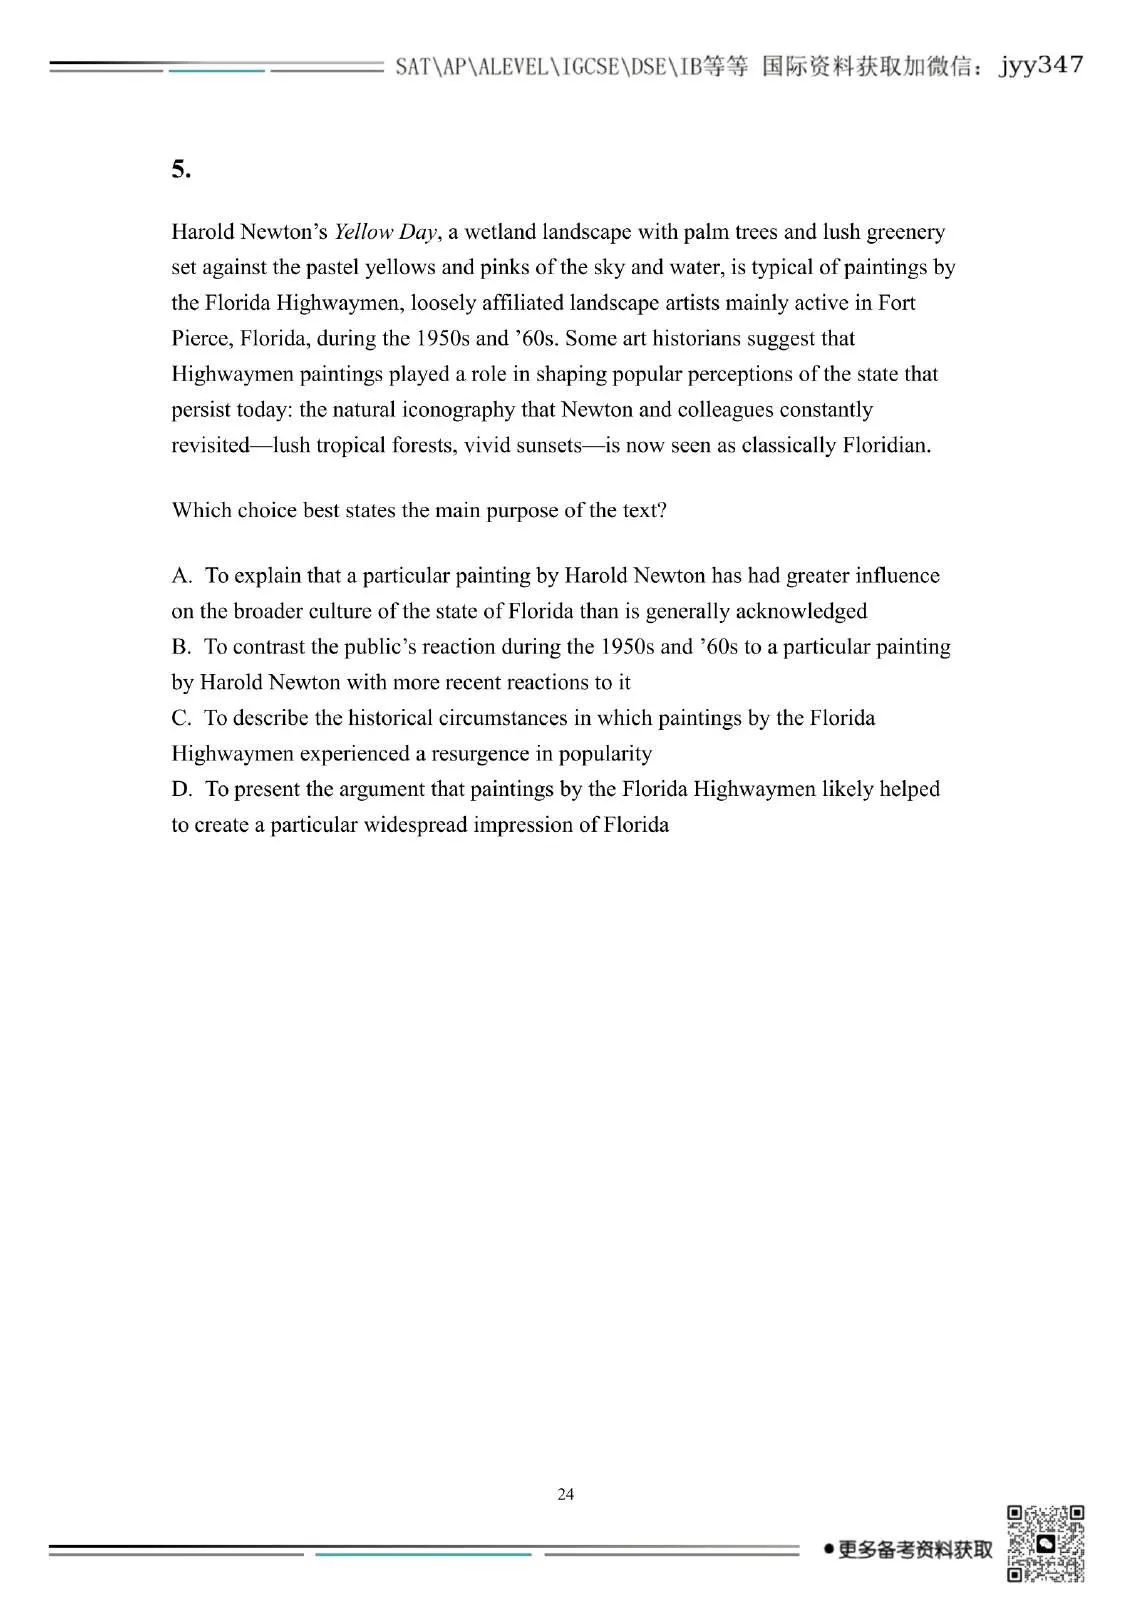 SAT\AP\ALEVEL\IGCSE\DSE\IB等等 国际资料获取加微信: jyy347
5.
Harold Newton’s Yellow Day, a wetland landscape with palm trees and lush greenery
set against the pastel yellows and pinks of the sky and water, is typical of paintings by
the Florida Highwaymen, loosely affiliated landscape artists mainly active in Fort
Pierce, Florida, during the 1950s and ’60s. Some art historians suggest that
Highwaymen paintings played a role in shaping popular perceptions of the state that
persist today: the natural iconography that Newton and colleagues constantly
revisited—lush tropical forests, vivid sunsets—is now seen as classically Floridian.
Which choice best states the main purpose of the text?
A. To explain that a particular painting by Harold Newton has had greater influence
on the broader culture of the state of Florida than is generally acknowledged
B. To contrast the public’s reaction during the 1950s and ’60s to a particular painting
by Harold Newton with more recent reactions to it
C. To describe the historical circumstances in which paintings by the Florida
Highwaymen experienced a resurgence in popularity
D. To present the argument that paintings by the Florida Highwaymen likely helped
to create a particular widespread impression of Florida
24
●更多备考资料获取